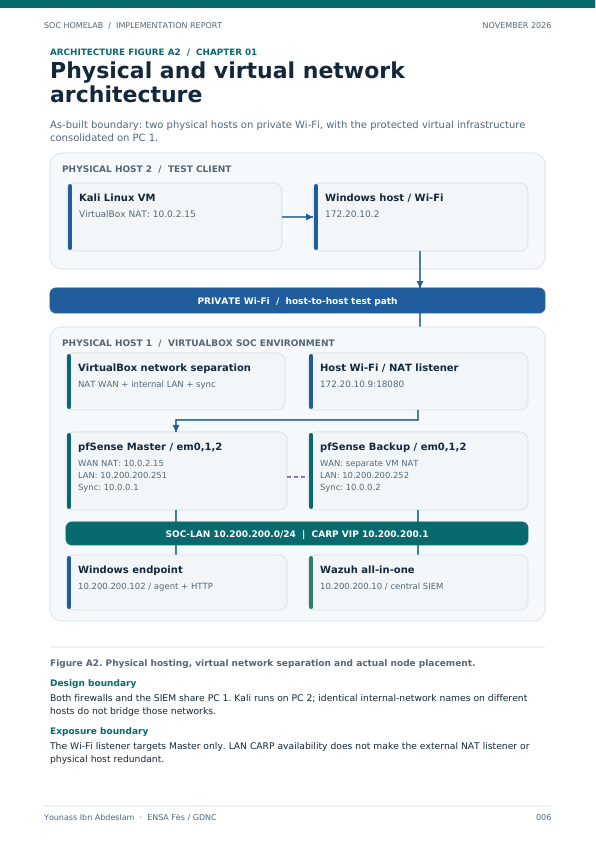 SOC HOMELAB / IMPLEMENTATION REPORT
NOVEMBER 2026
ARCHITECTURE FIGURE A2 / CHAPTER 01
Physical and virtual network
architecture
As-built boundary: two physical hosts on private Wi-Fi, with the protected virtual infrastructure
consolidated on PC 1.
PHYSICAL HOST 2 / TEST CLIENT
Kali Linux VM
VirtualBox NAT: 10.0.2.15
Windows host / Wi-Fi
172.20.10.2
PRIVATE Wi-Fi / host-to-host test path
PHYSICAL HOST 1 / VIRTUALBOX SOC ENVIRONMENT
VirtualBox network separation
NAT WAN + internal LAN + sync
Host Wi-Fi / NAT listener
172.20.10.9:18080
pfSense Master / em0,1,2
WAN NAT: 10.0.2.15
LAN: 10.200.200.251
Sync: 10.0.0.1
pfSense Backup / em0,1,2
WAN: separate VM NAT
LAN: 10.200.200.252
Sync: 10.0.0.2
SOC-LAN 10.200.200.0/24 | CARP VIP 10.200.200.1
Windows endpoint
10.200.200.102 / agent + HTTP
Wazuh all-in-one
10.200.200.10 / central SIEM
Figure A2. Physical hosting, virtual network separation and actual node placement.
Design boundary
Both firewalls and the SIEM share PC 1. Kali runs on PC 2; identical internal-network names on different
hosts do not bridge those networks.
Exposure boundary
The Wi-Fi listener targets Master only. LAN CARP availability does not make the external NAT listener or
physical host redundant.
Younass Ibn Abdeslam · ENSA Fès / GDNC
006